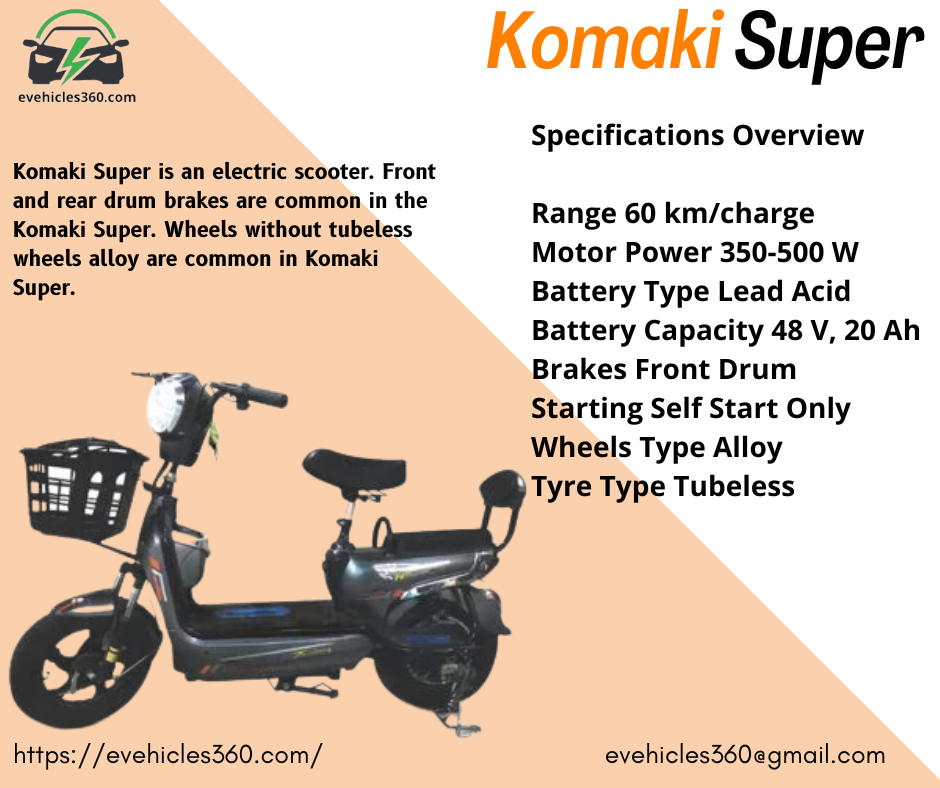 evehicles360.com
Komaki Super
Komaki Super is an electric scooter. Front
and rear drum brakes are common in the
Komaki Super. Wheels without tubeless
wheels alloy are common in Komaki
Super.
Specifications Overview
Range 60 km/charge
Motor Power 350-500 W
Battery Type Lead Acid
Battery Capacity 48 V, 20 Ah
Brakes Front Drum
Starting Self Start Only
Wheels Type Alloy
Tyre Type Tubeless
https://evehicles360.com/
evehicles360@gmail.com